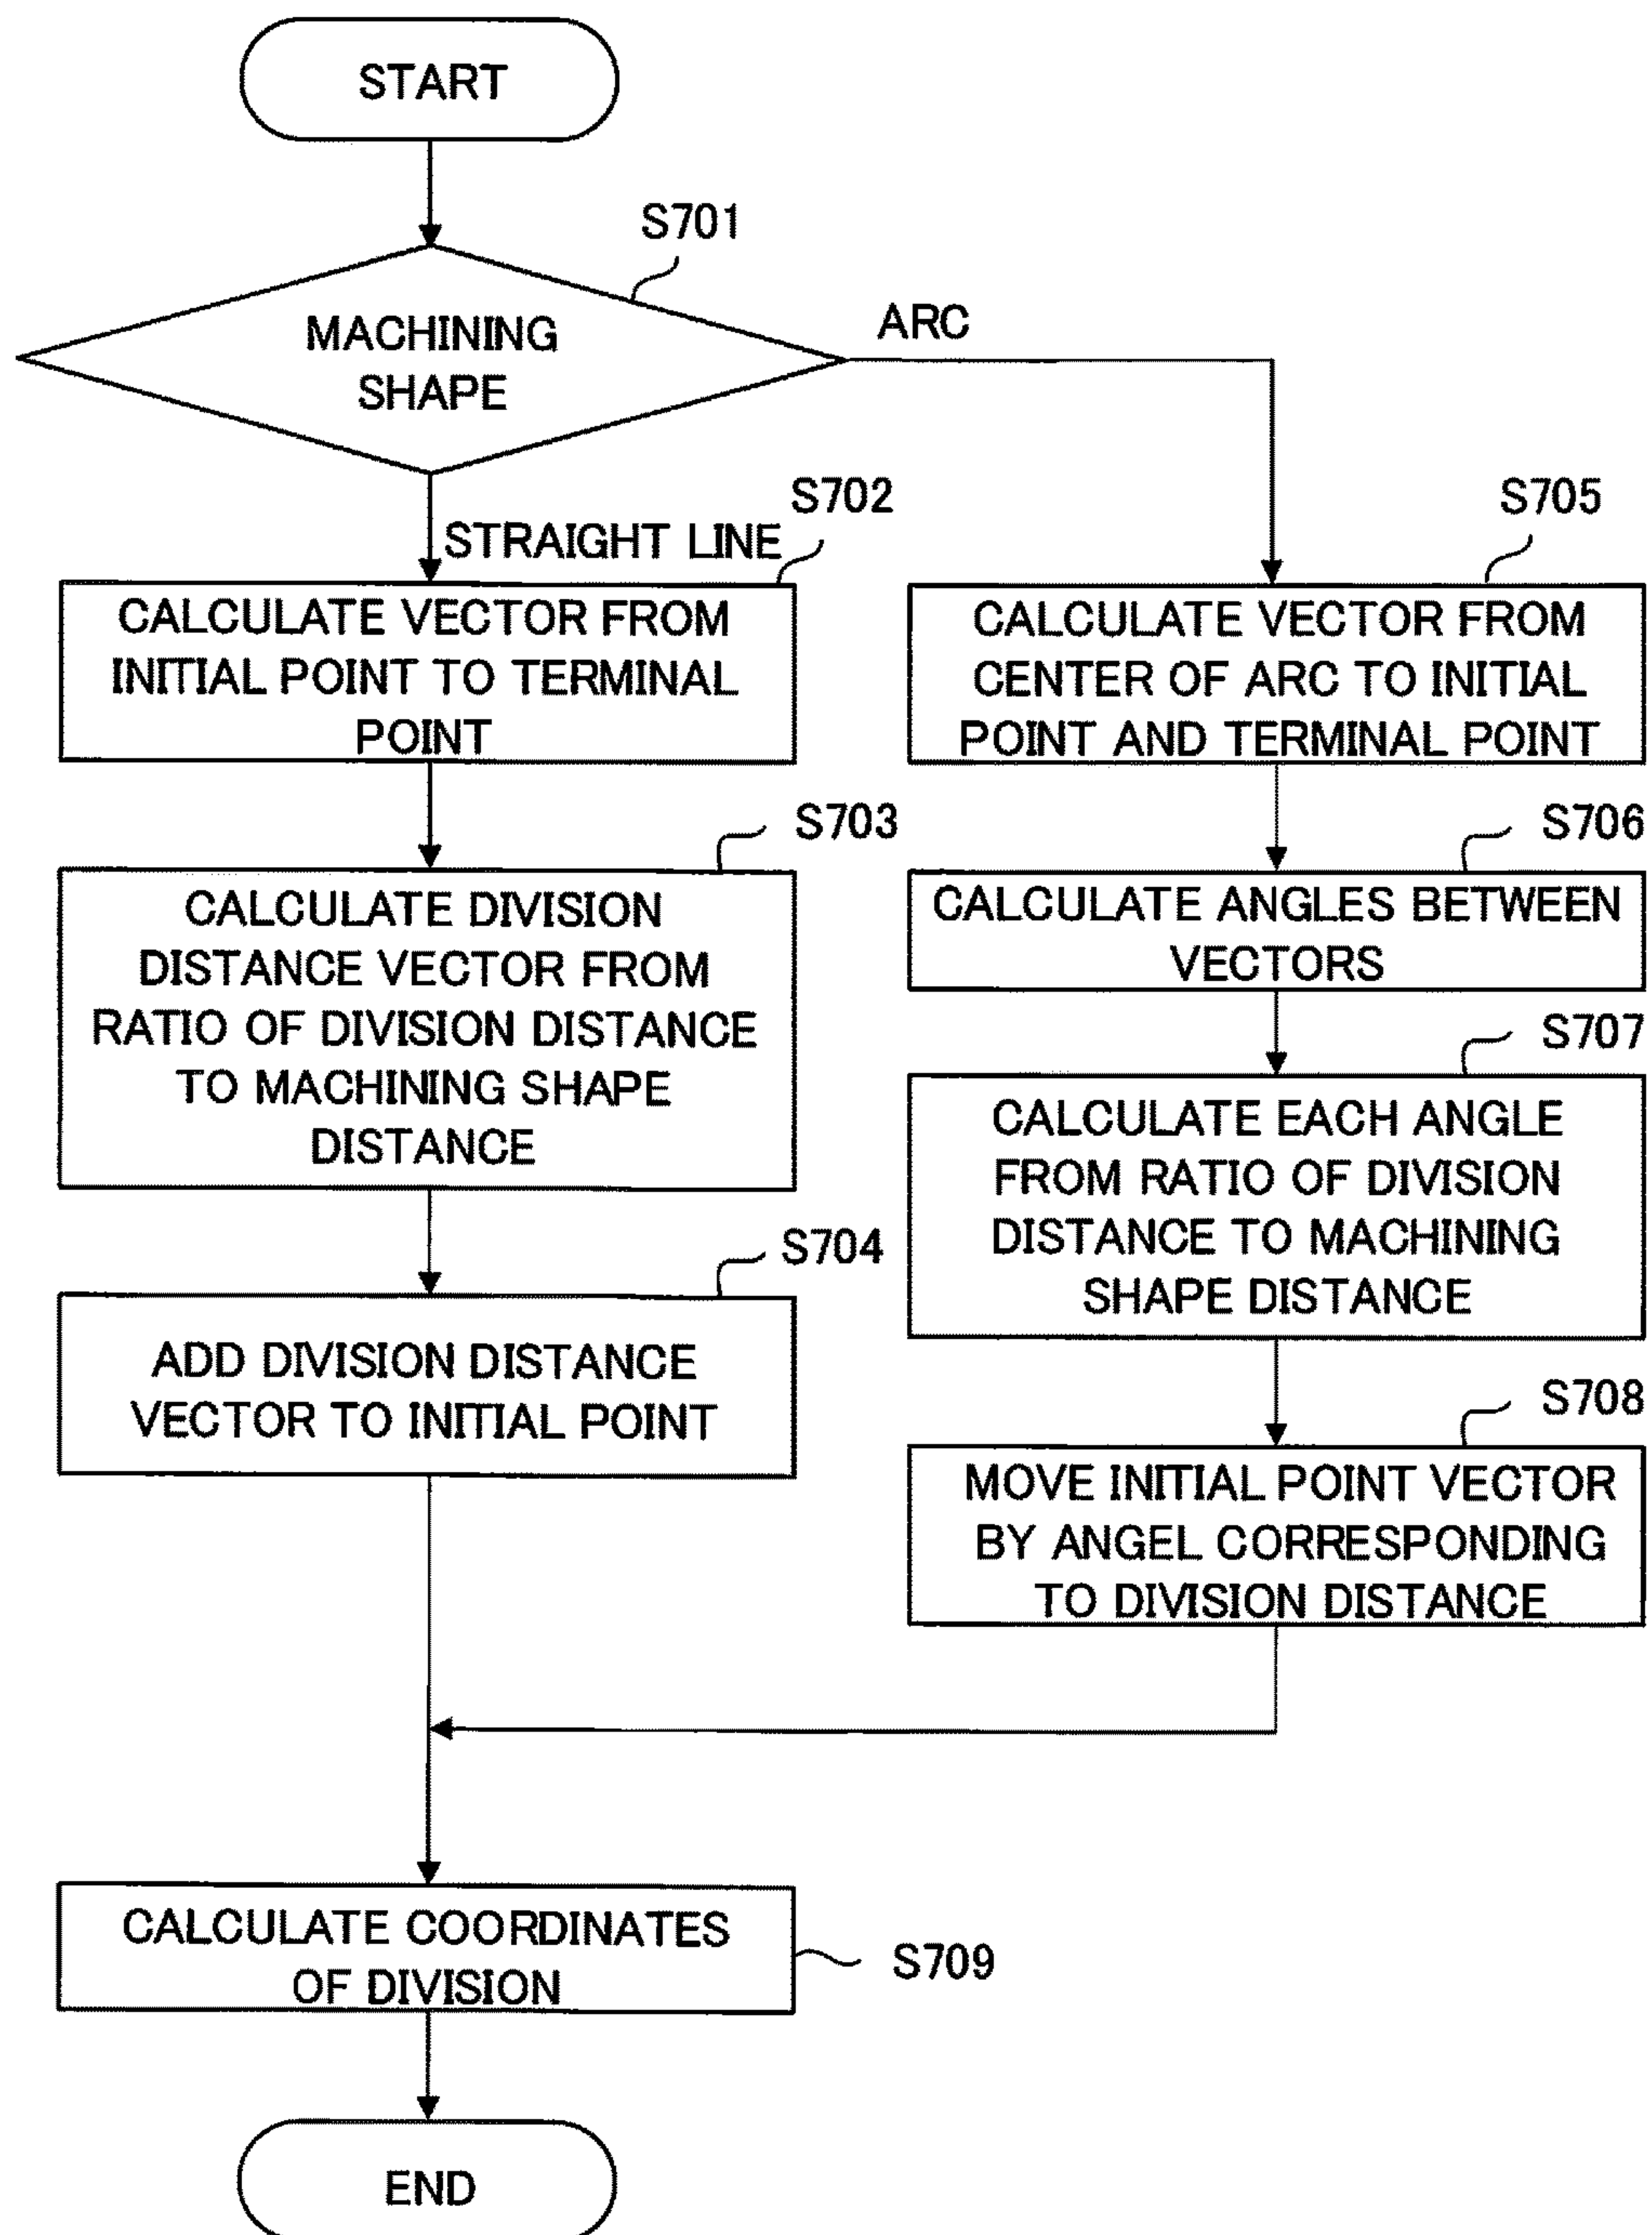 START
S701
MACHINING
SHAPE
ARC
STRAIGHT LINE
S702
CALCULATE VECTOR FROM
INITIAL POINT TO TERMINAL
POINT
S703
CALCULATE DIVISION
DISTANCE VECTOR FROM
RATIO OF DIVISION DISTANCE
TO MACHINING SHAPE
DISTANCE
S704
ADD DIVISION DISTANCE
VECTOR TO INITIAL POINT
S705
CALCULATE VECTOR FROM
CENTER OF ARC TO INITIAL
POINT AND TERMINAL POINT
S706
CALCULATE ANGLES BETWEEN
VECTORS
S707
CALCULATE EACH ANGLE
FROM RATIO OF DIVISION
DISTANCE TO MACHINING
SHAPE DISTANCE
S708
MOVE INITIAL POINT VECTOR
BY ANGEL CORRESPONDING
TO DIVISION DISTANCE
CALCULATE COORDINATES
OF DIVISION
S709
END